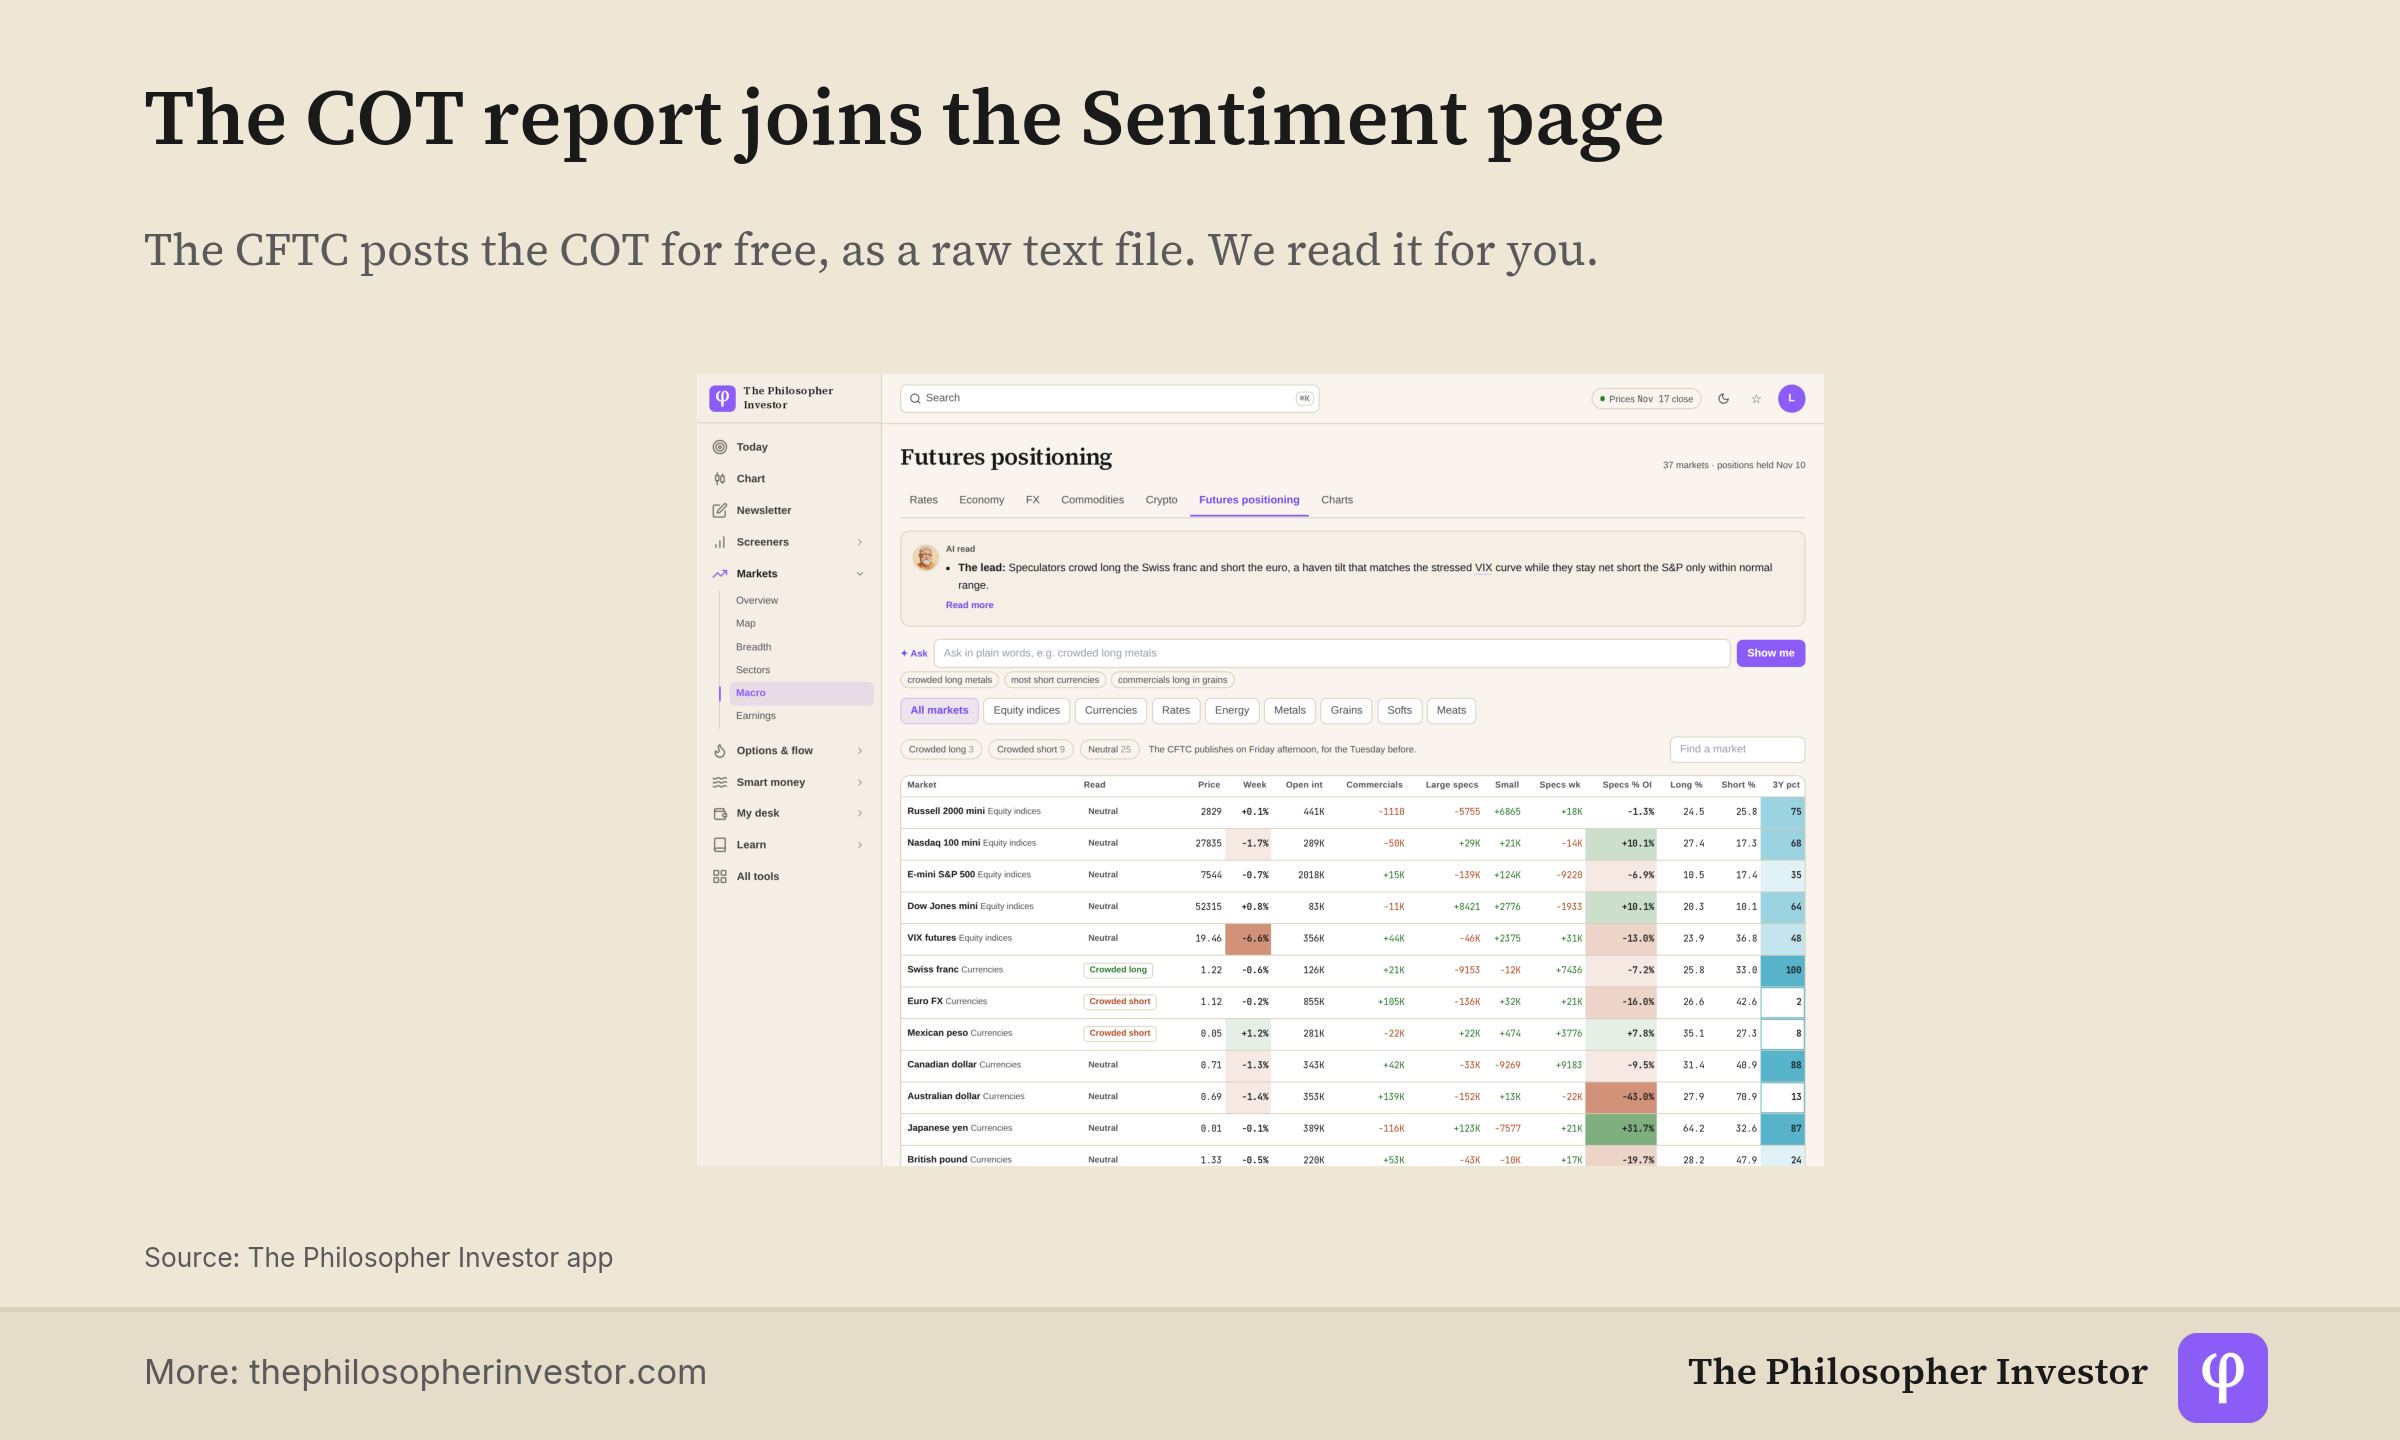 The COT report joins the Sentiment page
The CFTC posts the COT for free, as a raw text file. We read it for you.
φ The Philosopher
Investor
Search ⌘K
Prices Nov 17 close
☆
L
Today
Chart
Newsletter
Screeners
Markets
Overview
Map
Breadth
Sectors
Macro
Earnings
Options & flow
Smart money
My desk
Learn
All tools
Futures positioning
37 markets · positions held Nov 10
Rates Economy FX Commodities Crypto Futures positioning Charts
AI read
• The lead: Speculators crowd long the Swiss franc and short the euro, a haven tilt that matches the stressed VIX curve while they stay net short the S&P only within normal
range.
Read more
✦ Ask Ask in plain words, e.g. crowded long metals Show me
crowded long metals most short currencies commercials long in grains
All markets Equity indices Currencies Rates Energy Metals Grains Softs Meats
Crowded long 3 Crowded short 9 Neutral 25 The CFTC publishes on Friday afternoon, for the Tuesday before. Find a market
Market Read Price Week Open int Commercials Large specs Small Specs wk Specs % OI Long % Short % 3Y pct
Russell 2000 mini Equity indices Neutral 2829 +0.1% 441K -1110 -5755 +6865 +18K -1.3% 24.5 25.8 75
Nasdaq 100 mini Equity indices Neutral 27835 -1.7% 289K -50K +29K +21K -14K +10.1% 27.4 17.3 68
E-mini S&P 500 Equity indices Neutral 7544 -0.7% 2018K +15K -139K +124K -9220 -6.9% 10.5 17.4 35
Dow Jones mini Equity indices Neutral 52315 +0.8% 83K -11K +8421 +2776 -1933 +10.1% 20.3 10.1 64
VIX futures Equity indices Neutral 19.46 -6.6% 356K +44K -46K +2375 +31K -13.0% 23.9 36.8 48
Swiss franc Currencies Crowded long 1.22 -0.6% 126K +21K -9153 -12K +7436 -7.2% 25.8 33.0 100
Euro FX Currencies Crowded short 1.12 -0.2% 855K +105K -136K +32K +21K -16.0% 26.6 42.6 2
Mexican peso Currencies Crowded short 0.05 +1.2% 281K -22K +22K +474 +3776 +7.8% 35.1 27.3 8
Canadian dollar Currencies Neutral 0.71 -1.3% 343K +42K -33K -9269 +9183 -9.5% 31.4 40.9 88
Australian dollar Currencies Neutral 0.69 -1.4% 353K +139K -152K +13K -22K -43.0% 27.9 70.9 13
Japanese yen Currencies Neutral 0.01 -0.1% 389K -116K +123K -7577 +21K +31.7% 64.2 32.6 87
British pound Currencies Neutral 1.33 -0.5% 220K +53K -43K -10K +17K -19.7% 28.2 47.9 24
Source: The Philosopher Investor app
More: thephilosopherinvestor.com
The Philosopher Investor φ